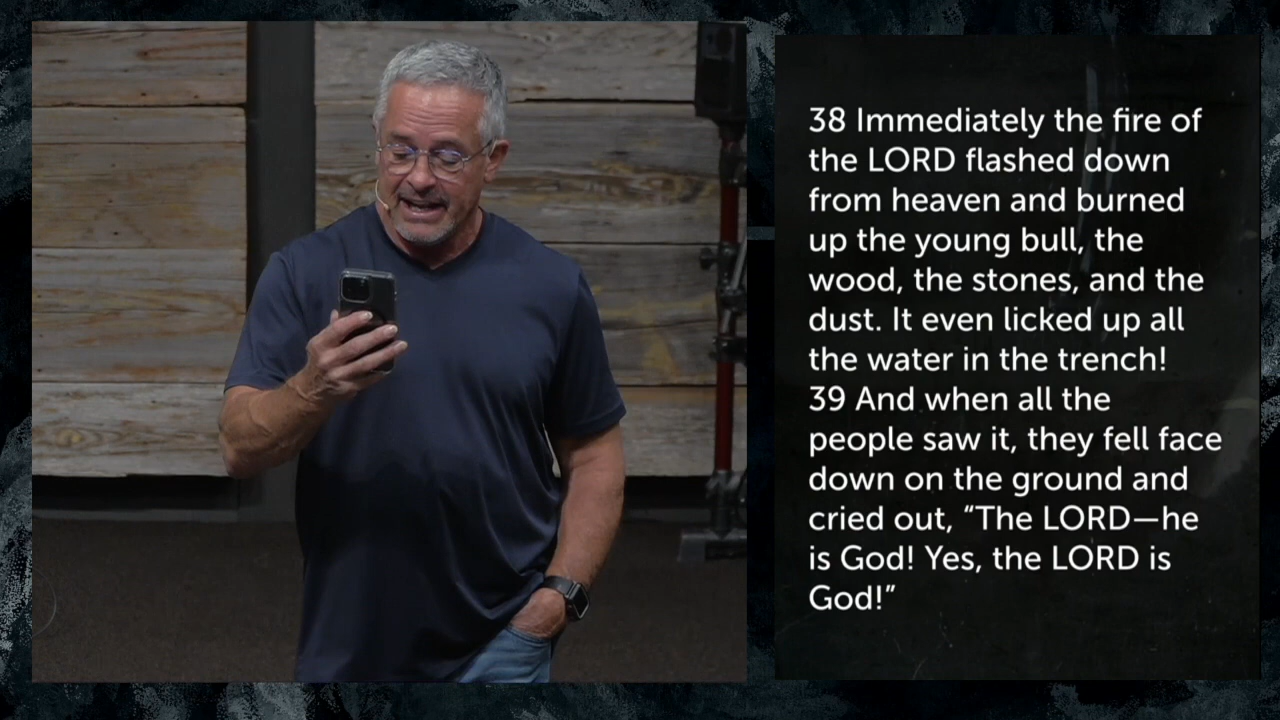 38 Immediately the fire of
the LORD flashed down
from heaven and burned
up the young bull, the
wood, the stones, and the
dust. It even licked up all
the water in the trench!
39 And when all the
people saw it, they fell face
down on the ground and
cried out, “The LORD—he
is God! Yes, the LORD is
God!”